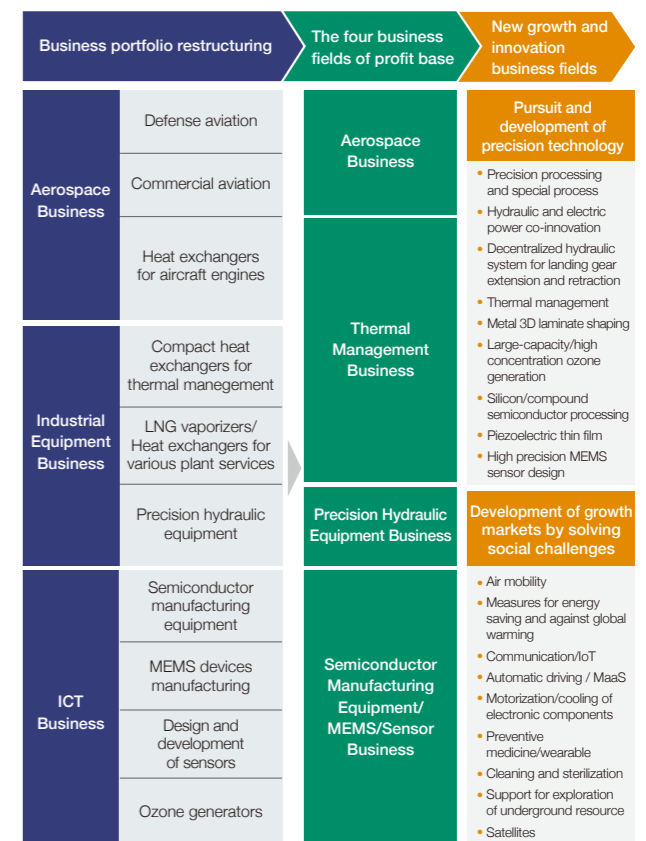 Business portfolio restructuring
The four business
fields of profit base
New growth and
innovation
business fields
Aerospace
Business
Defense aviation
Commercial aviation
Heat exchangers
for aircraft engines
Industrial
Equipment
Business
Compact heat
exchangers for
thermal manegement
LNG vaporizers/
Heat exchangers for
various plant services
Precision hydraulic
equipment
ICT
Business
Semiconductor
manufacturing
equipment
MEMS devices
manufacturing
Design and
development
of sensors
Ozone generators
Aerospace
Business
Thermal
Management
Business
Precision Hydraulic
Equipment Business
Semiconductor
Manufacturing
Equipment/
MEMS/Sensor
Business
Pursuit and
development of
precision technology
• Precision processing
and special process
• Hydraulic and electric
power co-innovation
• Decentralized hydraulic
system for landing gear
extension and retraction
• Thermal management
• Metal 3D laminate shaping
• Large-capacity/high
concentration ozone
generation
• Silicon/compound
semiconductor processing
• Piezoelectric thin film
• High precision MEMS
sensor design
Development of growth
markets by solving
social challenges
• Air mobility
• Measures for energy
saving and against global
warming
• Communication/IoT
• Automatic driving / MaaS
• Motorization/cooling of
electronic components
• Preventive
medicine/wearable
• Cleaning and sterilization
• Support for exploration
of underground resource
• Satellites